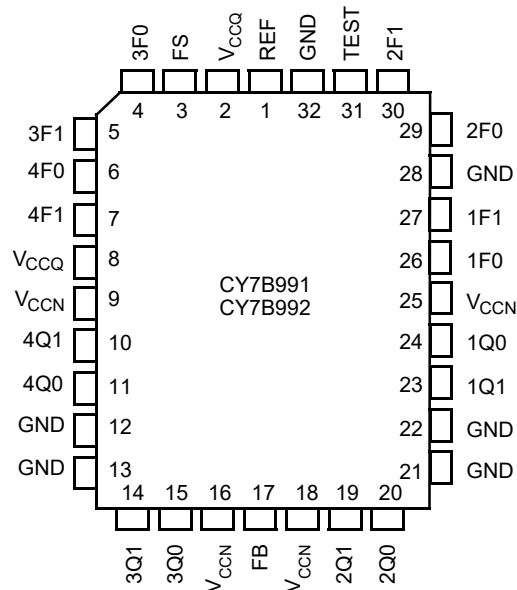 3F0 FS VCCQ REF GND TEST 2F1
4 3 2 1 32 31 30
3F1 5 29 2F0
4F0 6 28 GND
4F1 7 27 1F1
VCCQ 8 26 1F0
CY7B991
CY7B992
VCCN 9 25 VCCN
4Q1 10 24 1Q0
4Q0 11 23 1Q1
GND 12 22 GND
GND 13 21 GND
14 15 16 17 18 19 20
3Q1 3Q0 VCCN FB VCCN 2Q1 2Q0